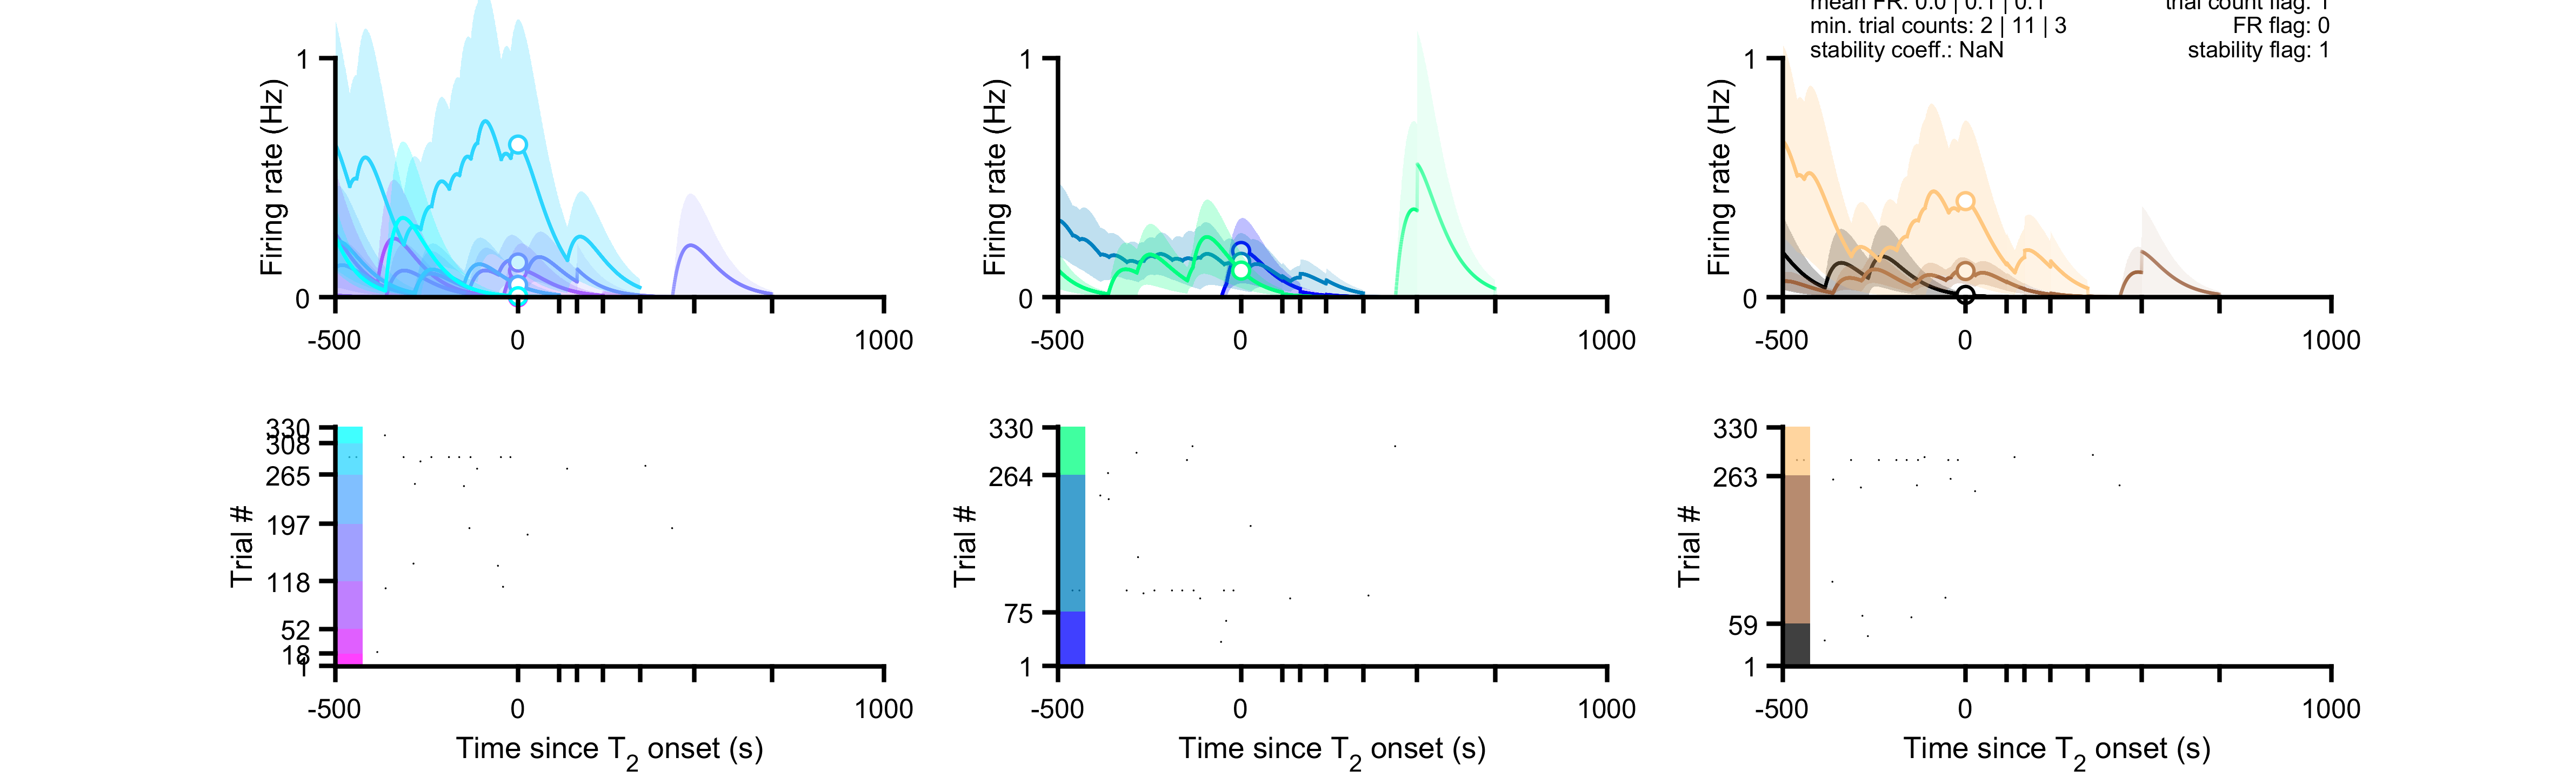 mean FR: 0.0 | 0.1 | 0.1
trial count flag: 1
min. trial counts: 2 | 11 | 3
FR flag: 0
stability coeff.: NaN
stability flag: 1
Firing rate (Hz)
1
0
-500
0
1000
Firing rate (Hz)
1
0
-500
0
1000
Firing rate (Hz)
1
0
-500
0
1000
Trial #
330
308
265
197
118
52
18
1
-500
0
1000
Time since T2 onset (s)
Trial #
330
264
75
1
-500
0
1000
Time since T2 onset (s)
Trial #
330
263
59
1
-500
0
1000
Time since T2 onset (s)